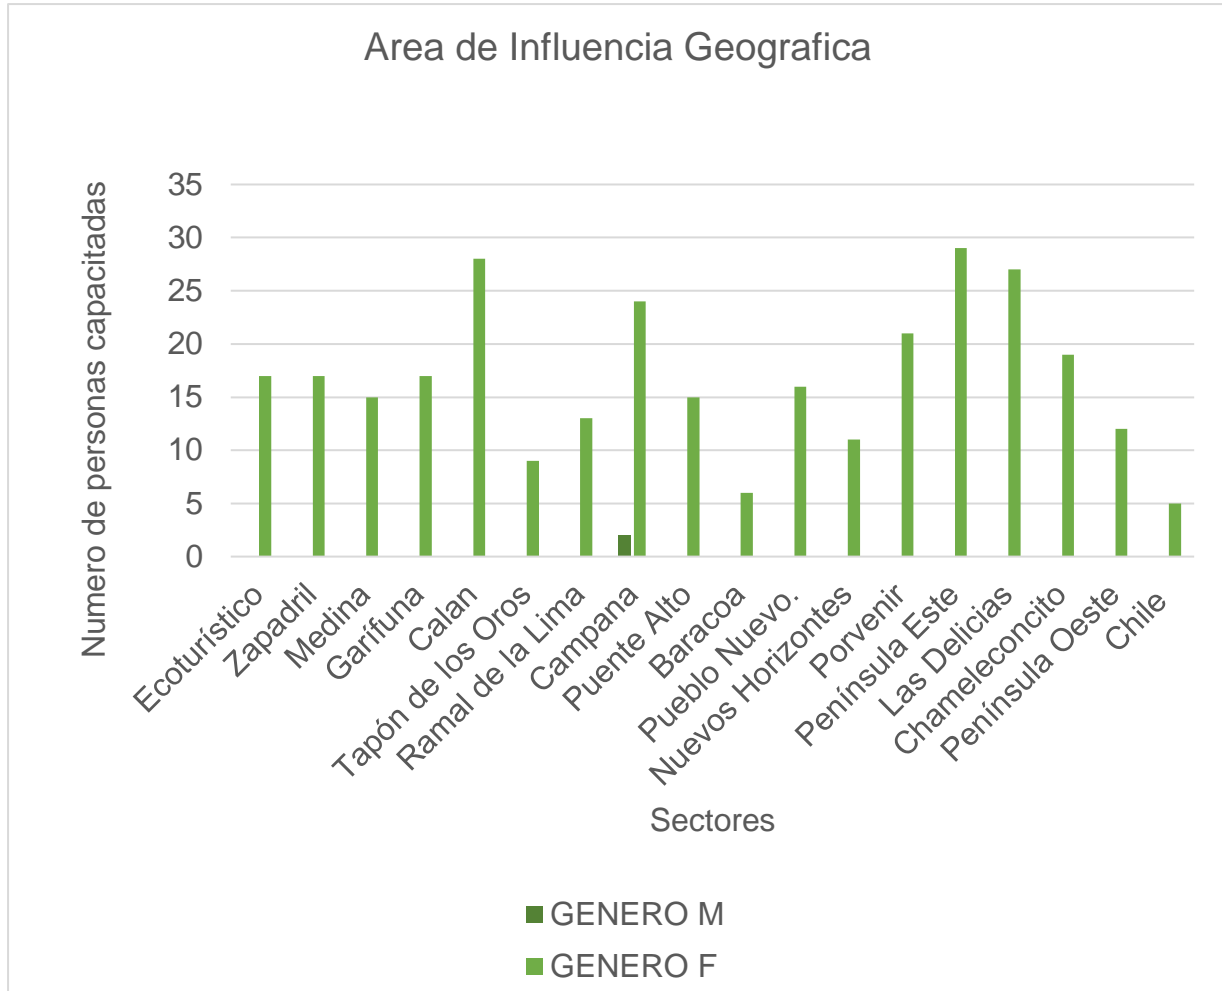 Area de Influencia Geografica
Numero de personas capacitadas
35
30
25
20
15
10
5
0
Ecoturístico
Zapadril
Medina
Garífuna
Calan
Tapón de los Oros
Ramal de la Lima
Campana
Puente Alto
Baracoa
Pueblo Nuevo.
Nuevos Horizontes
Porvenir
Península Este
Las Delicias
Chameleconcito
Península Oeste
Chile
Sectores
GENERO M
GENERO F